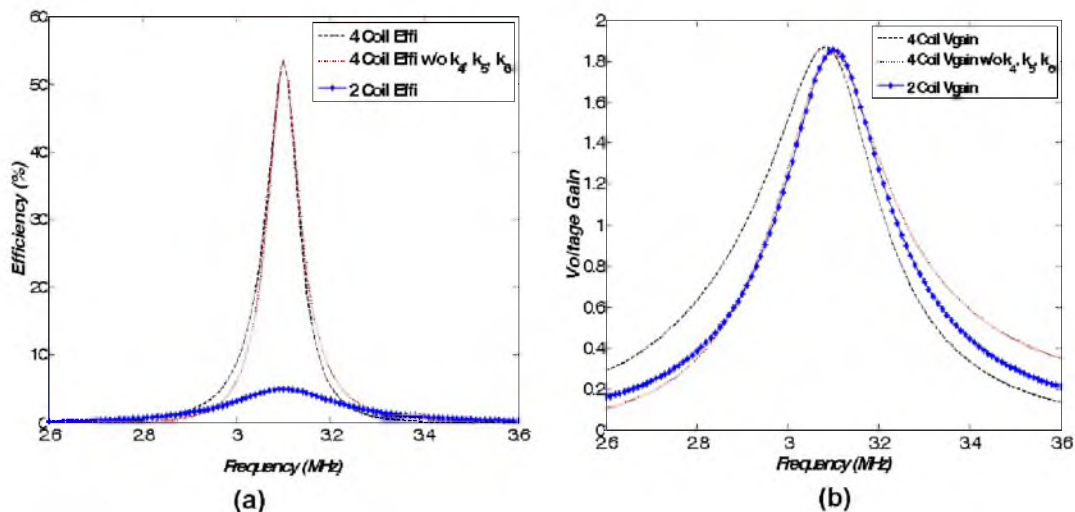 60
50
40
30
20
10
0
2.6
2.8
3
3.2
3.4
3.6
Efficiency (%)
Frequency (MHz)
4 Coil Effi
4 Coil Effi w/o k4, k5, k6
2 Coil Effi
(a)
2
1.8
1.6
1.4
1.2
1
0.8
0.6
0.4
0.2
0
2.6
2.8
3
3.2
3.4
3.6
Voltage Gain
Frequency (MHz)
4 Coil Vgain
4 Coil Vgain w/o k4, k5, k6
2 Coil Vgain
(b)